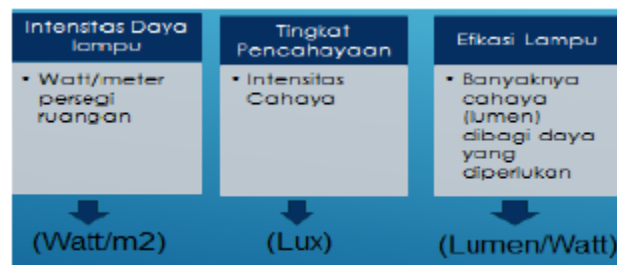 Intensitas Daya
lampu
• Watt/meter
persegi
ruangan
(Watt/m2)
Tingkat
Pencahayaan
• Intensitas
Cahaya
(Lux)
Efikasi Lampu
• Banyaknya
cahaya
(lumen)
dibagi daya
yang
diperlukan
(Lumen/Watt)